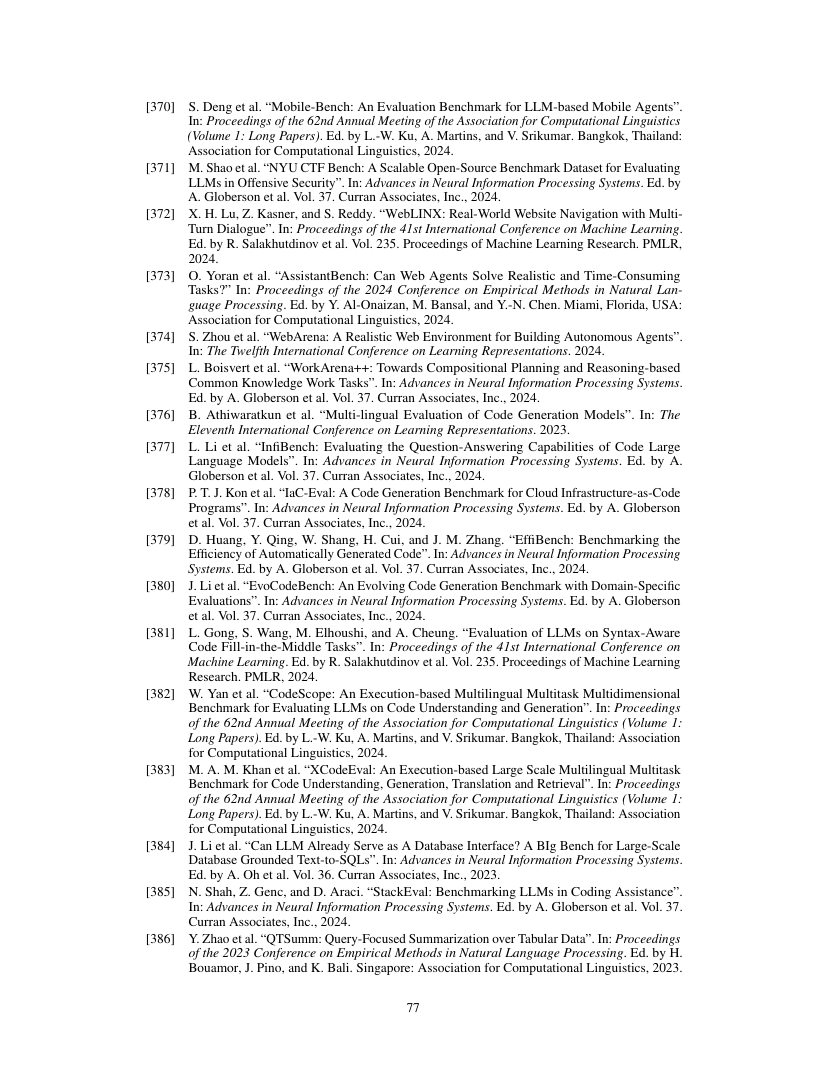 [370] S. Deng et al. “Mobile-Bench: An Evaluation Benchmark for LLM-based Mobile Agents”.
In: Proceedings of the 62nd Annual Meeting of the Association for Computational Linguistics
(Volume 1: Long Papers). Ed. by L.-W. Ku, A. Martins, and V. Srikumar. Bangkok, Thailand:
Association for Computational Linguistics, 2024.
[371] M. Shao et al. “NYU CTF Bench: A Scalable Open-Source Benchmark Dataset for Evaluating
LLMs in Offensive Security”. In: Advances in Neural Information Processing Systems. Ed. by
A. Globerson et al. Vol. 37. Curran Associates, Inc., 2024.
[372] X. H. Lu, Z. Kasner, and S. Reddy. “WebLINX: Real-World Website Navigation with Multi-
Turn Dialogue”. In: Proceedings of the 41st International Conference on Machine Learning.
Ed. by R. Salakhutdinov et al. Vol. 235. Proceedings of Machine Learning Research. PMLR,
2024.
[373] O. Yoran et al. “AssistantBench: Can Web Agents Solve Realistic and Time-Consuming
Tasks?” In: Proceedings of the 2024 Conference on Empirical Methods in Natural Lan-
guage Processing. Ed. by Y. Al-Onaizan, M. Bansal, and Y.-N. Chen. Miami, Florida, USA:
Association for Computational Linguistics, 2024.
[374] S. Zhou et al. “WebArena: A Realistic Web Environment for Building Autonomous Agents”.
In: The Twelfth International Conference on Learning Representations. 2024.
[375] L. Boisvert et al. “WorkArena++: Towards Compositional Planning and Reasoning-based
Common Knowledge Work Tasks”. In: Advances in Neural Information Processing Systems.
Ed. by A. Globerson et al. Vol. 37. Curran Associates, Inc., 2024.
[376] B. Athiwaratkun et al. “Multi-lingual Evaluation of Code Generation Models”. In: The
Eleventh International Conference on Learning Representations. 2023.
[377] L. Li et al. “InfiBench: Evaluating the Question-Answering Capabilities of Code Large
Language Models”. In: Advances in Neural Information Processing Systems. Ed. by A.
Globerson et al. Vol. 37. Curran Associates, Inc., 2024.
[378] P. T. J. Kon et al. “IaC-Eval: A Code Generation Benchmark for Cloud Infrastructure-as-Code
Programs”. In: Advances in Neural Information Processing Systems. Ed. by A. Globerson
et al. Vol. 37. Curran Associates, Inc., 2024.
[379] D. Huang, Y. Qing, W. Shang, H. Cui, and J. M. Zhang. “EffiBench: Benchmarking the
Efficiency of Automatically Generated Code”. In: Advances in Neural Information Processing
Systems. Ed. by A. Globerson et al. Vol. 37. Curran Associates, Inc., 2024.
[380] J. Li et al. “EvoCodeBench: An Evolving Code Generation Benchmark with Domain-Specific
Evaluations”. In: Advances in Neural Information Processing Systems. Ed. by A. Globerson
et al. Vol. 37. Curran Associates, Inc., 2024.
[381] L. Gong, S. Wang, M. Elhoushi, and A. Cheung. “Evaluation of LLMs on Syntax-Aware
Code Fill-in-the-Middle Tasks”. In: Proceedings of the 41st International Conference on
Machine Learning. Ed. by R. Salakhutdinov et al. Vol. 235. Proceedings of Machine Learning
Research. PMLR, 2024.
[382] W. Yan et al. “CodeScope: An Execution-based Multilingual Multitask Multidimensional
Benchmark for Evaluating LLMs on Code Understanding and Generation”. In: Proceedings
of the 62nd Annual Meeting of the Association for Computational Linguistics (Volume 1:
Long Papers). Ed. by L.-W. Ku, A. Martins, and V. Srikumar. Bangkok, Thailand: Association
for Computational Linguistics, 2024.
[383] M. A. M. Khan et al. “XCodeEval: An Execution-based Large Scale Multilingual Multitask
Benchmark for Code Understanding, Generation, Translation and Retrieval”. In: Proceedings
of the 62nd Annual Meeting of the Association for Computational Linguistics (Volume 1:
Long Papers). Ed. by L.-W. Ku, A. Martins, and V. Srikumar. Bangkok, Thailand: Association
for Computational Linguistics, 2024.
[384] J. Li et al. “Can LLM Already Serve as A Database Interface? A BIg Bench for Large-Scale
Database Grounded Text-to-SQLs”. In: Advances in Neural Information Processing Systems.
Ed. by A. Oh et al. Vol. 36. Curran Associates, Inc., 2023.
[385] N. Shah, Z. Genc, and D. Araci. “StackEval: Benchmarking LLMs in Coding Assistance”.
In: Advances in Neural Information Processing Systems. Ed. by A. Globerson et al. Vol. 37.
Curran Associates, Inc., 2024.
[386] Y. Zhao et al. “QTSumm: Query-Focused Summarization over Tabular Data”. In: Proceedings
of the 2023 Conference on Empirical Methods in Natural Language Processing. Ed. by H.
Bouamor, J. Pino, and K. Bali. Singapore: Association for Computational Linguistics, 2023.
77